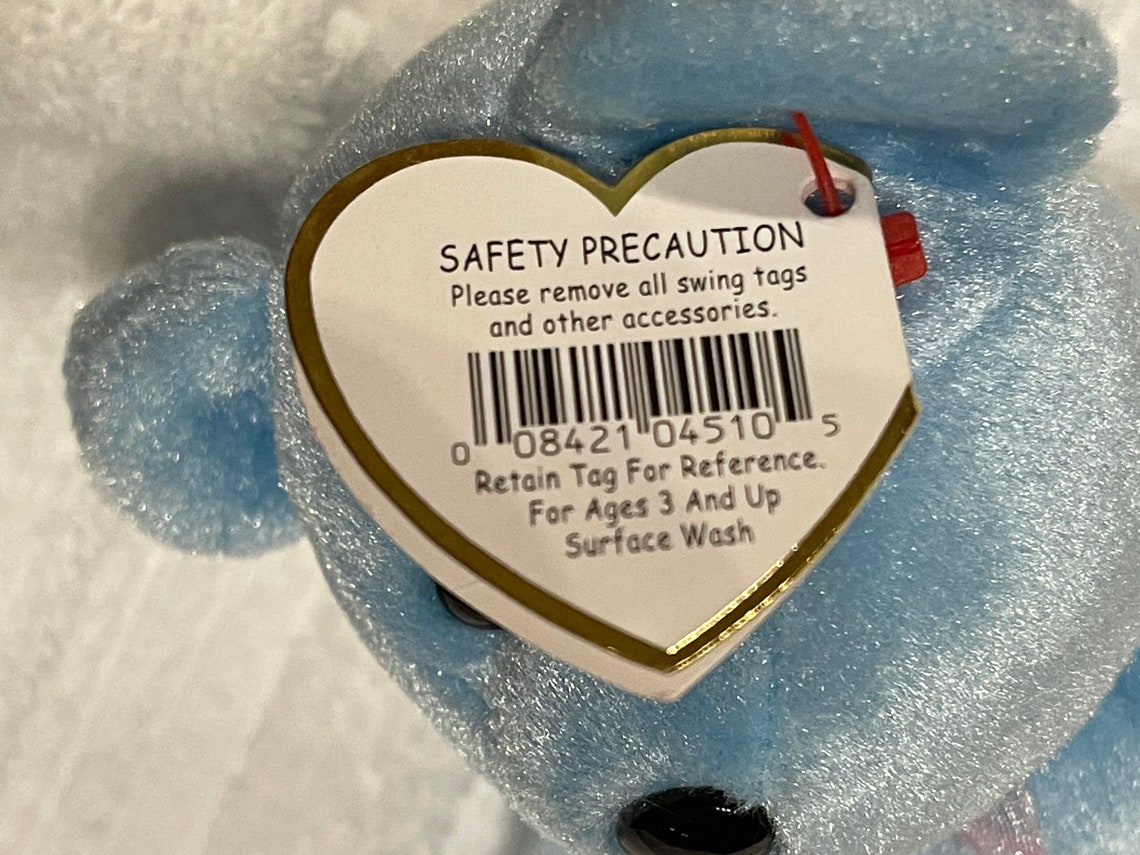 SAFETY PRECAUTION
Please remove all swing tags
and other accessories.
0 08421 04510 5
Retain Tag For Reference.
For Ages 3 And Up
Surface Wash